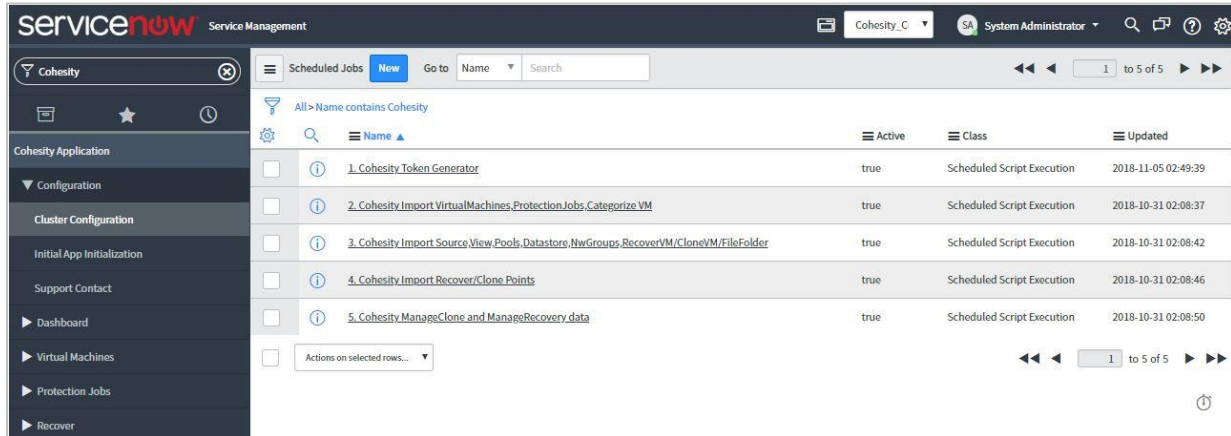 servicenow Service Management
Cohesity_C
SA System Administrator
Cohesity
Scheduled Jobs New Go to Name Search
1 to 5 of 5
All>Name contains Cohesity
Name Active Class Updated
Cohesity Application
1. Cohesity Token Generator true Scheduled Script Execution 2018-11-05 02:49:39
Configuration
2. Cohesity Import VirtualMachines,ProtectionJobs,Categorize VM true Scheduled Script Execution 2018-10-31 02:08:37
Cluster Configuration
3. Cohesity Import Source,View,Pools,Datastore,NwGroups,RecoverVM/CloneVM/FileFolder true Scheduled Script Execution 2018-10-31 02:08:42
Initial App Initialization
4. Cohesity Import Recover/Clone Points true Scheduled Script Execution 2018-10-31 02:08:46
Support Contact
5. Cohesity ManageClone and ManageRecovery data true Scheduled Script Execution 2018-10-31 02:08:50
Dashboard
Virtual Machines
Actions on selected rows...
1 to 5 of 5
Protection Jobs
Recover